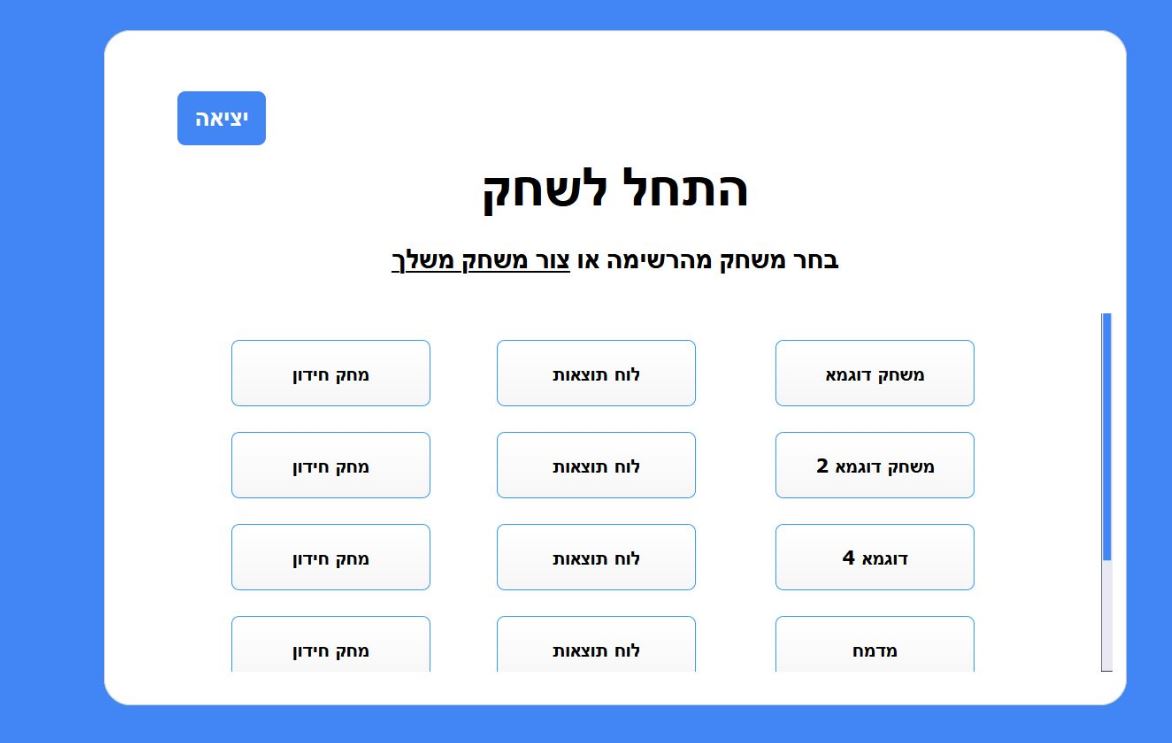 יציאה
התחל לשחק
בחר משחק מהרשימה או צור משחק משלך
משחק דוגמא לוח תוצאות מחק חידון
משחק דוגמא 2 לוח תוצאות מחק חידון
דוגמא 4 לוח תוצאות מחק חידון
מדמח לוח תוצאות מחק חידון